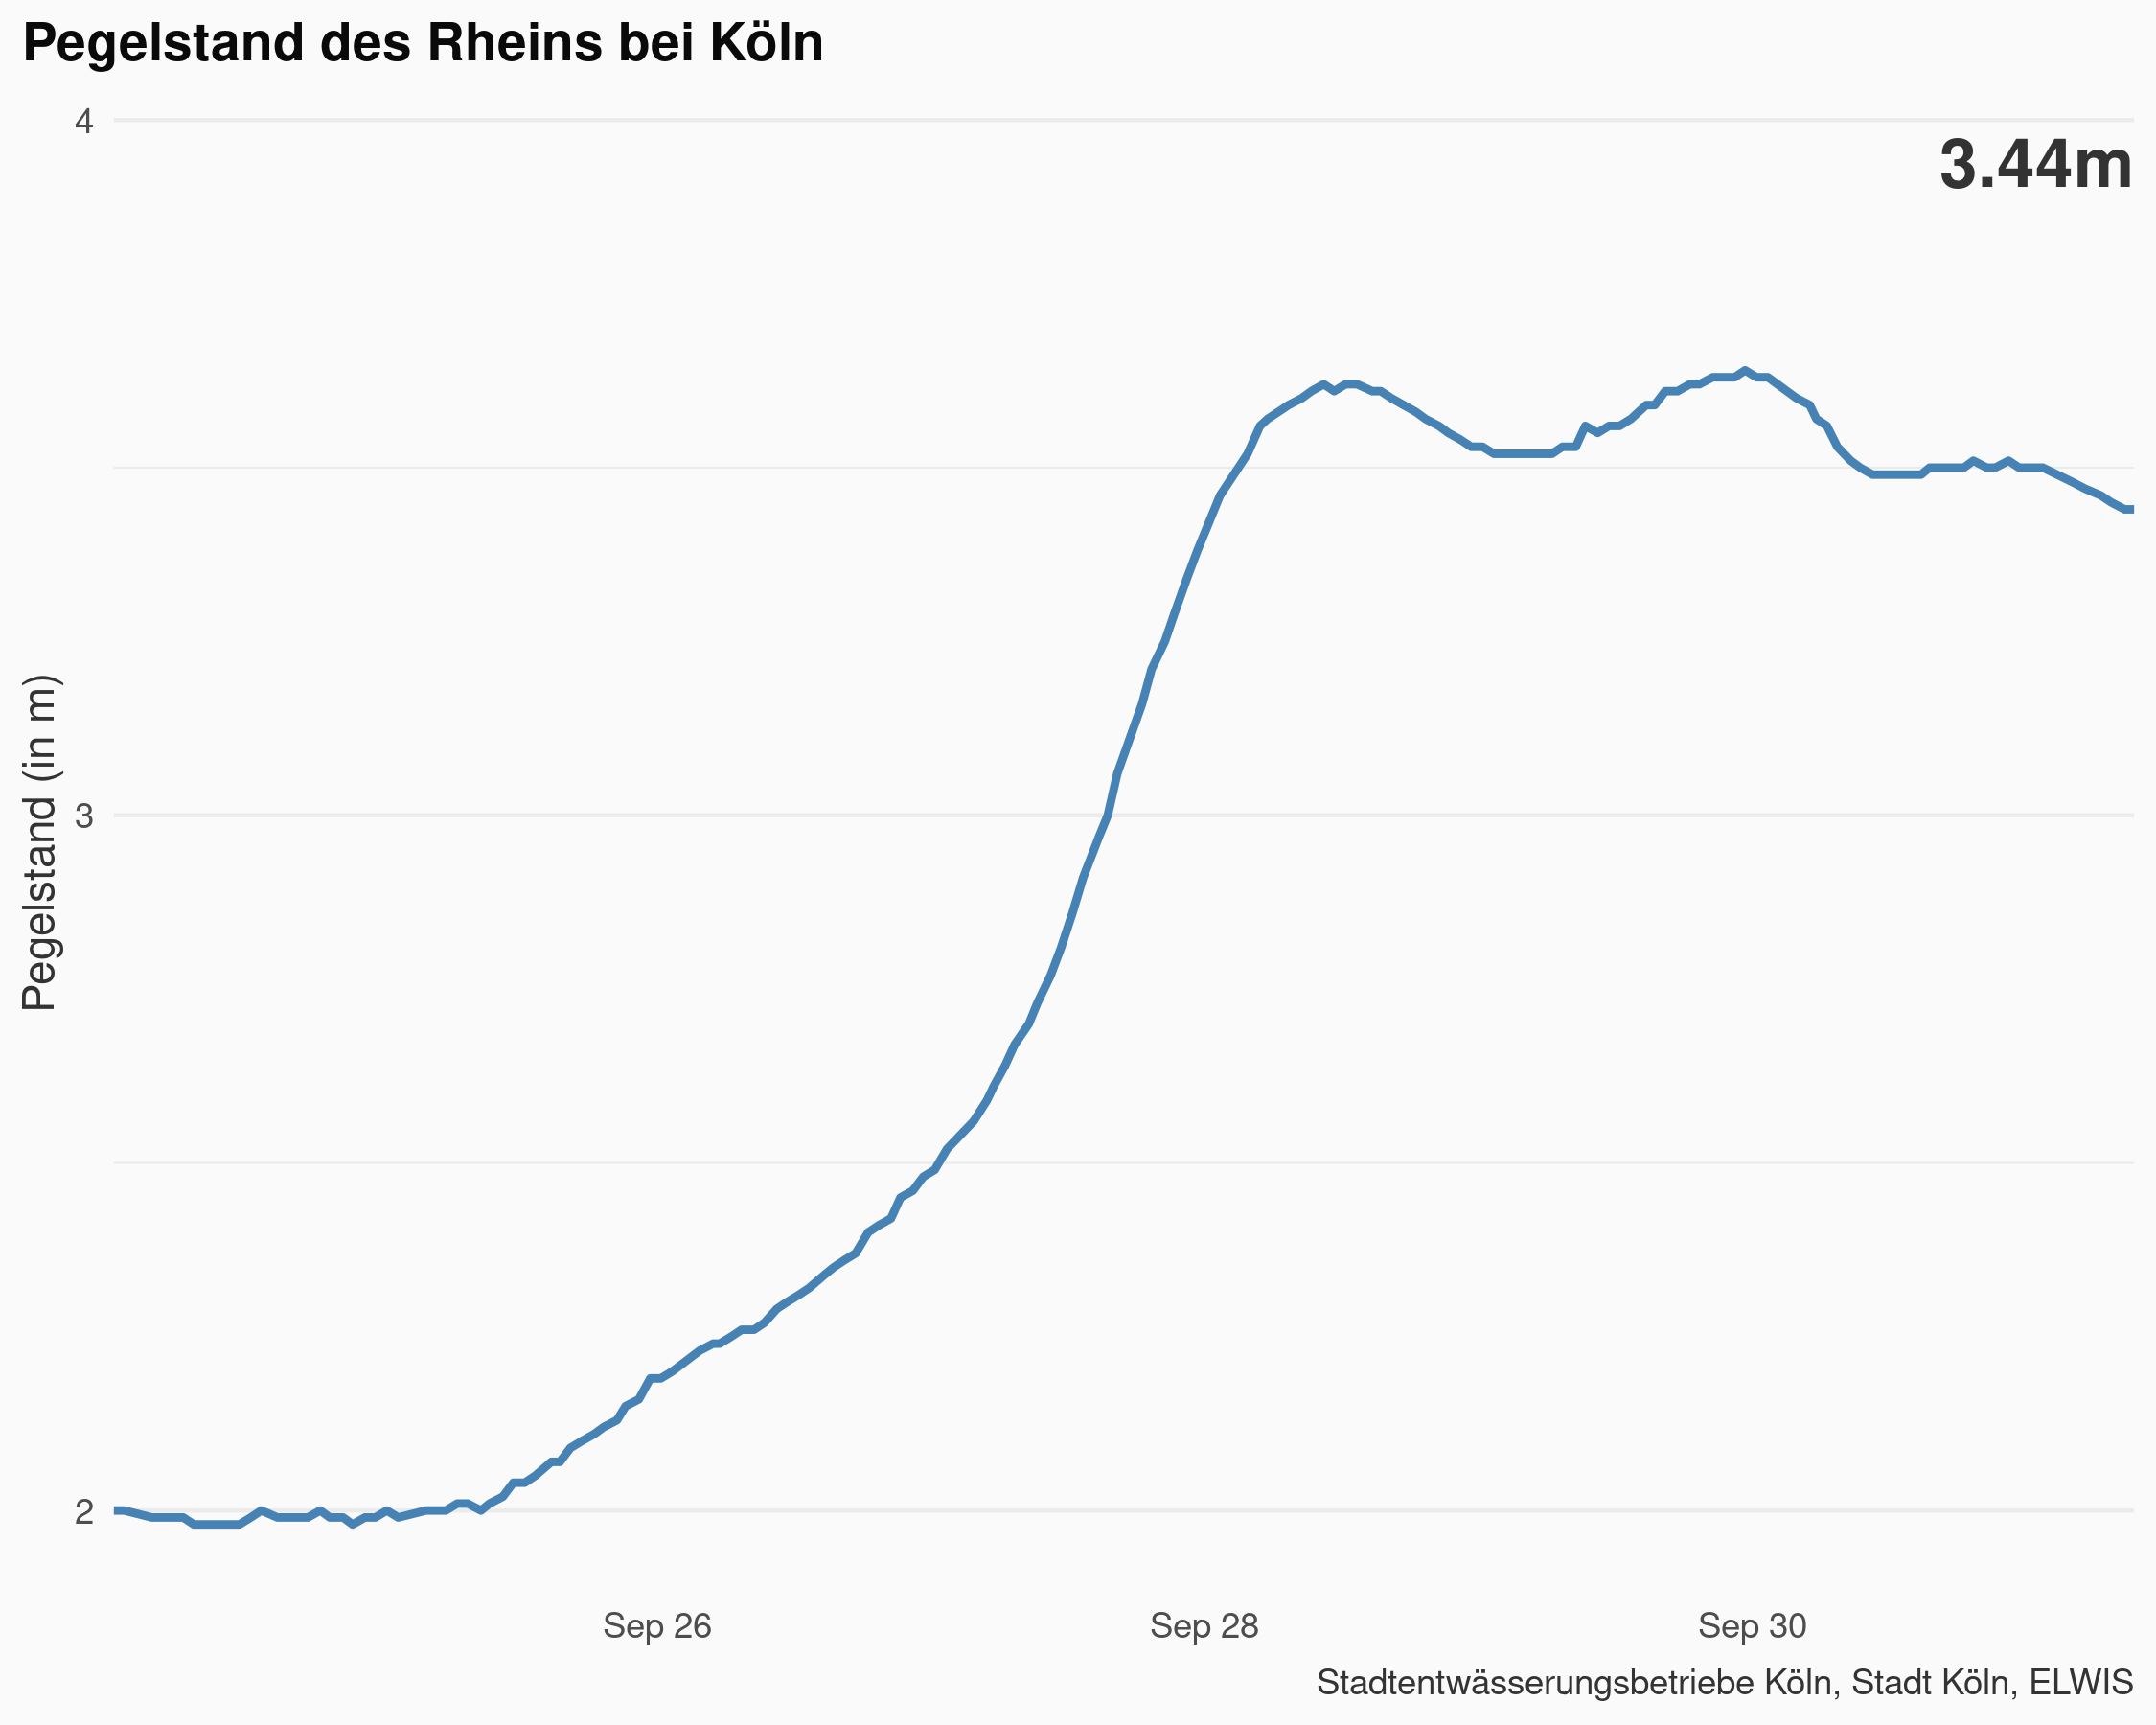 Pegelstand des Rheins bei Köln
4
3.44m
Pegelstand (in m)
3
2
Sep 26
Sep 28
Sep 30
Stadtentwässerungsbetriebe Köln, Stadt Köln, ELWIS